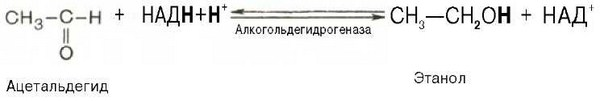 CH₃—C—H + НАДН+Н⁺ ⇌ CH₃—CH₂OH + НАД⁺
O
Алкогольдегидрогеназа
Ацетальдегид
Этанол